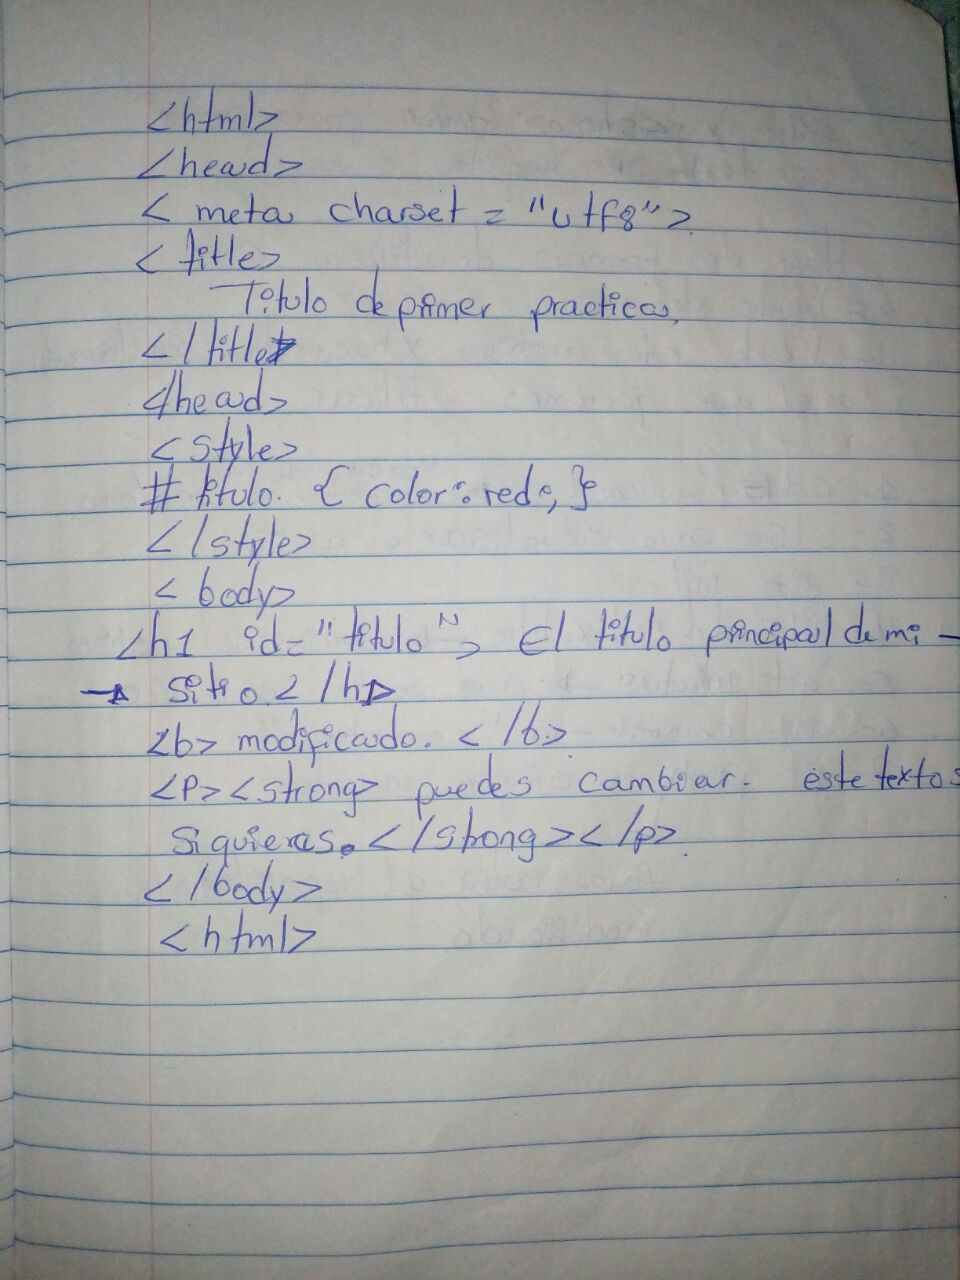 <html>
<head>
< meta charset = "utf8">
< title>
Titulo de primer practica.
</title>
</head>
<style>
# titulo. { color: red; }
</style>
< body>
<h1 id="titulo"> El titulo principal de mi -
→ sitio. </h1>
<b> modificado. </b>
<P><strong> puedes cambiar. este textos
si quieras. </strong></p>
</body>
<html>